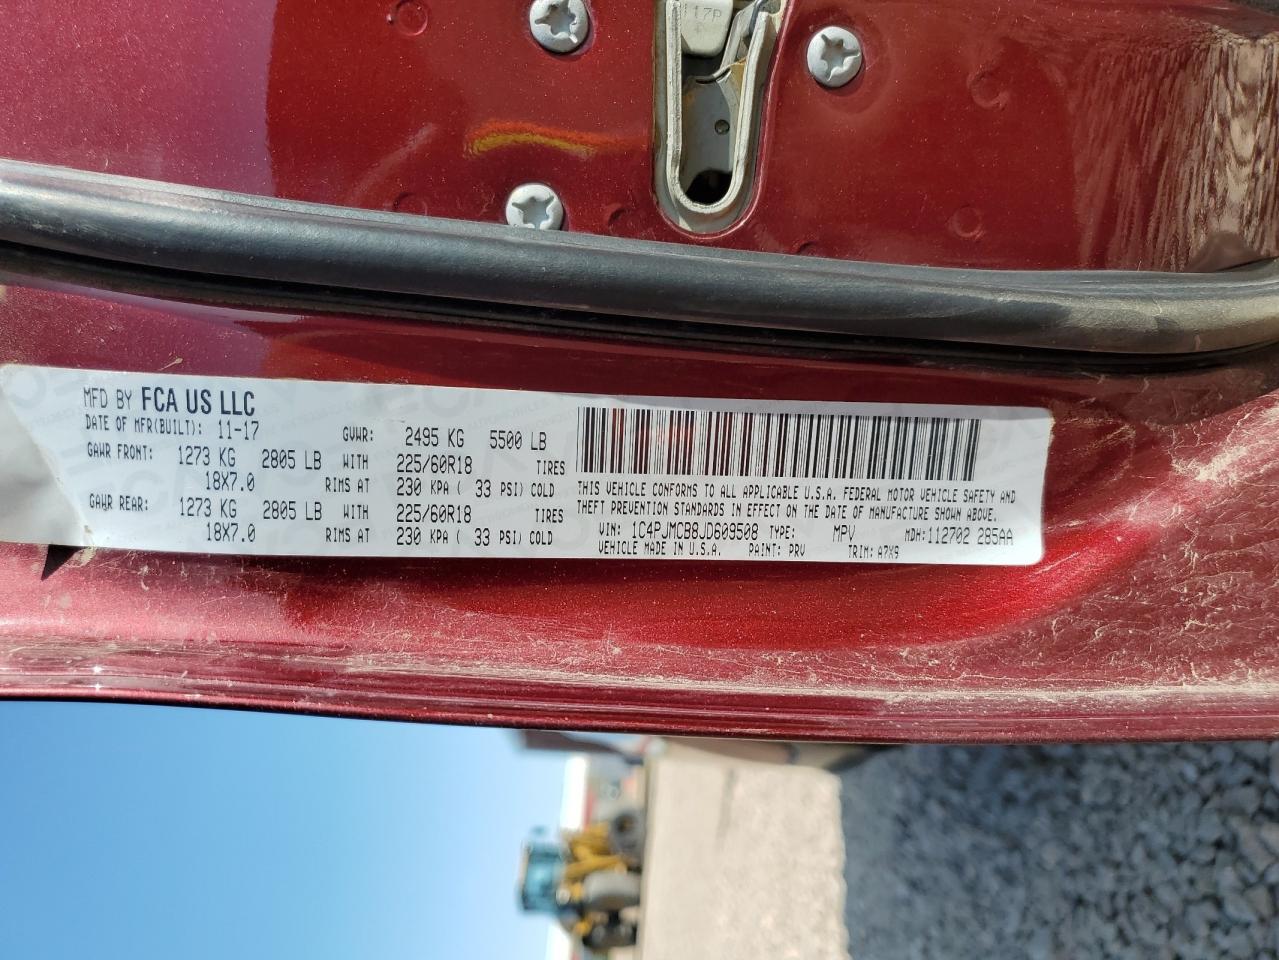 117P
MFD BY FCA US LLC
DATE OF MFR(BUILT): 11-17 GVWR: 2495 KG 5500 LB
GAWR FRONT: 1273 KG 2805 LB WITH 225/60R18 TIRES
18X7.0 RIMS AT 230 KPA ( 33 PSI) COLD
GAWR REAR: 1273 KG 2805 LB WITH 225/60R18 TIRES
18X7.0 RIMS AT 230 KPA ( 33 PSI) COLD
THIS VEHICLE CONFORMS TO ALL APPLICABLE U.S.A. FEDERAL MOTOR VEHICLE SAFETY AND
THEFT PREVENTION STANDARDS IN EFFECT ON THE DATE OF MANUFACTURE SHOWN ABOVE.
VIN: 1C4PJMCB8JD609508 TYPE: MPV MDH:112702 285AA
VEHICLE MADE IN U.S.A. PAINT: PRV TRIM: A7X9